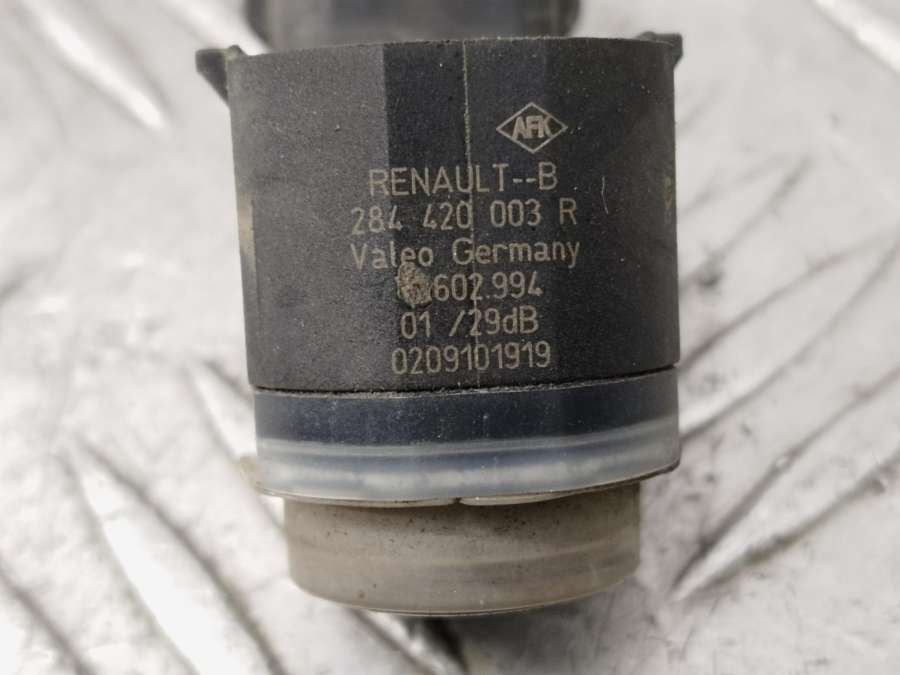 AFK
RENAULT--B
284 420 003 R
Valeo Germany
602.994
01 /29dB
0209101919